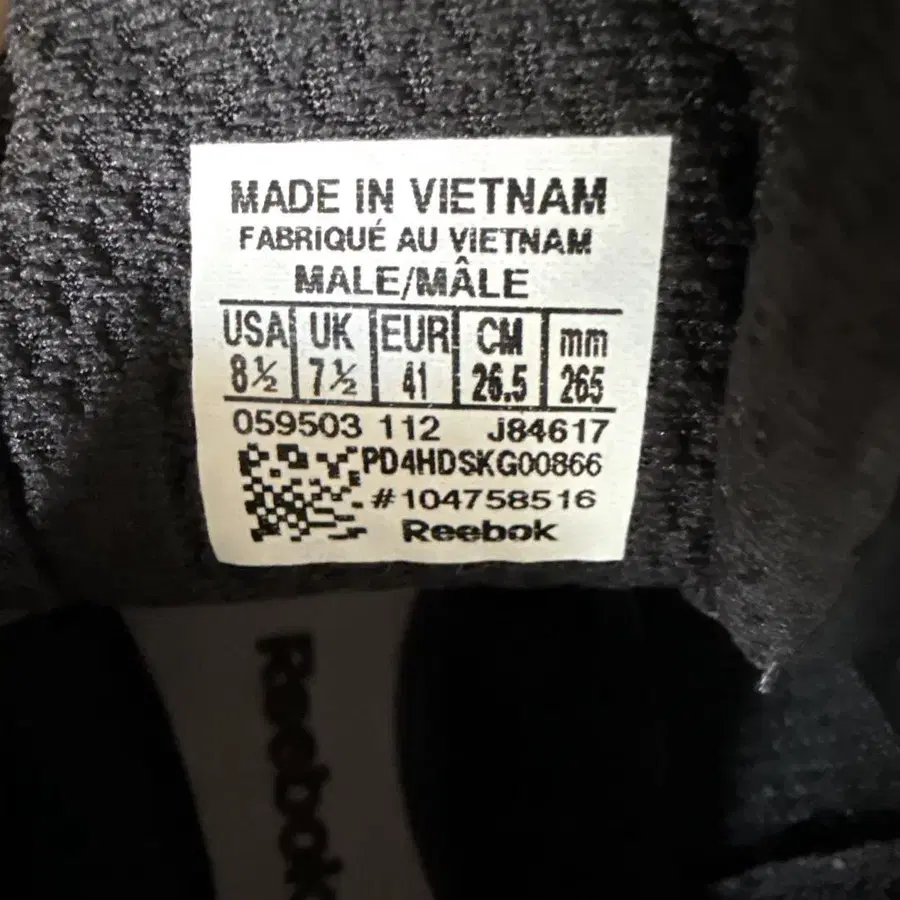 MADE IN VIETNAM
FABRIQUÉ AU VIETNAM
MALE/MÂLE
USA UK EUR CM mm
8½ 7½ 41 26.5 265
059503 112 J84617
PD4HDSKG00866
#104758516
Reebok
Reebok